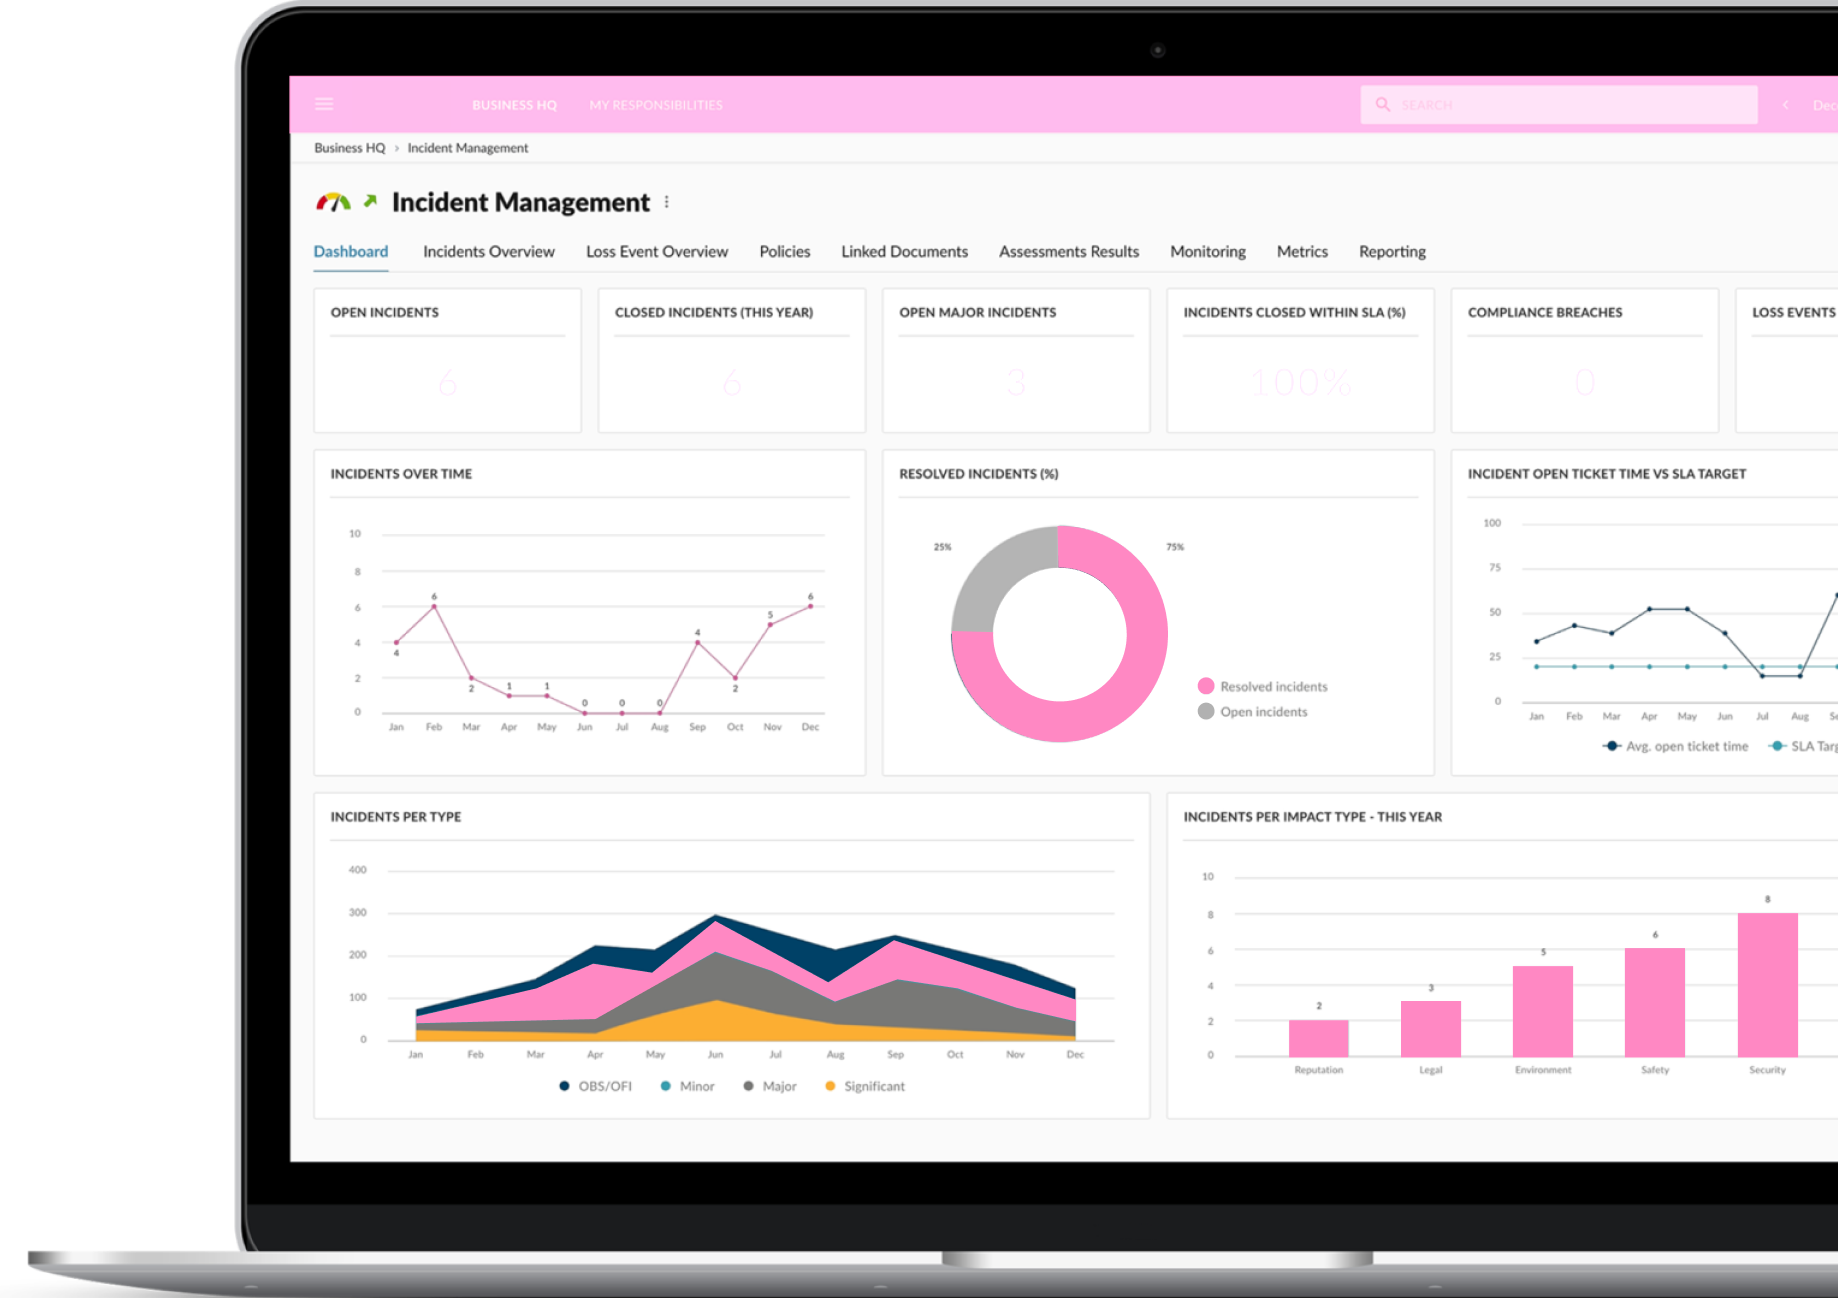 BUSINESS HQ
MY RESPONSIBILITIES
SEARCH
Business HQ > Incident Management
Incident Management
Dashboard
Incidents Overview
Loss Event Overview
Policies
Linked Documents
Assessments Results
Monitoring
Metrics
Reporting
OPEN INCIDENTS
6
CLOSED INCIDENTS (THIS YEAR)
6
OPEN MAJOR INCIDENTS
3
INCIDENTS CLOSED WITHIN SLA (%)
100%
COMPLIANCE BREACHES
0
LOSS EVENTS
INCIDENTS OVER TIME
10
8
6
4
2
0
4
6
2
1
1
0
0
0
4
2
5
6
Jan Feb Mar Apr May Jun Jul Aug Sep Oct Nov Dec
RESOLVED INCIDENTS (%)
25%
75%
Resolved incidents
Open incidents
INCIDENT OPEN TICKET TIME VS SLA TARGET
100
75
50
25
0
Jan Feb Mar Apr May Jun Jul Aug
Avg. open ticket time
SLA
INCIDENTS PER TYPE
400
300
200
100
0
Jan Feb Mar Apr May Jun Jul Aug Sep Oct Nov Dec
OBS/OFI
Minor
Major
Significant
INCIDENTS PER IMPACT TYPE - THIS YEAR
10
8
6
4
2
0
2
3
5
6
8
Reputation Legal Environment Safety Security